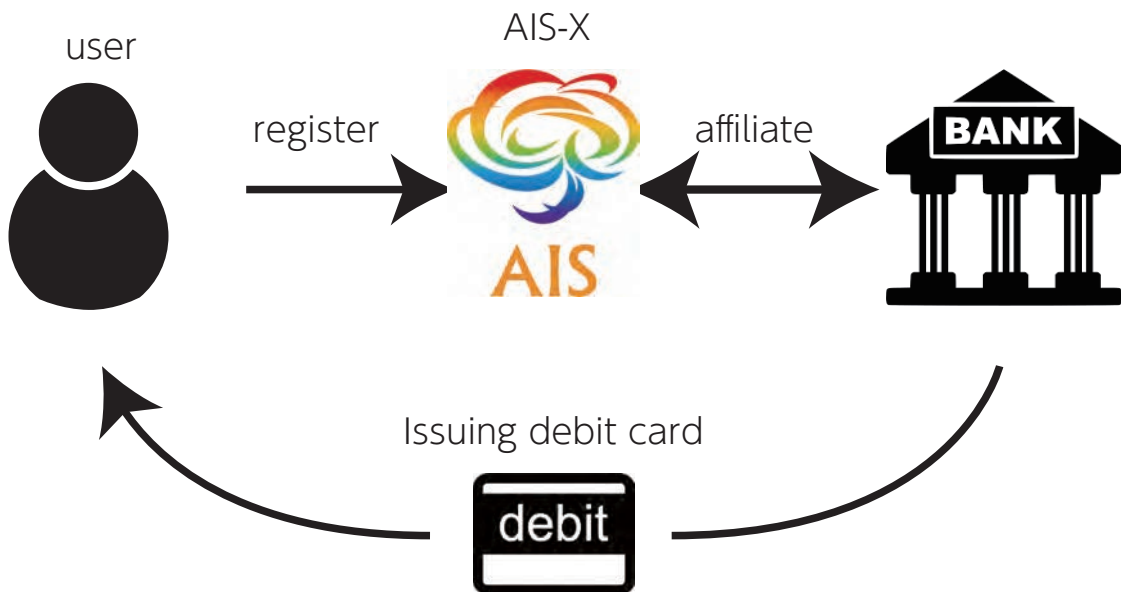 user
AIS-X
register
AIS
affiliate
BANK
Issuing debit card
debit